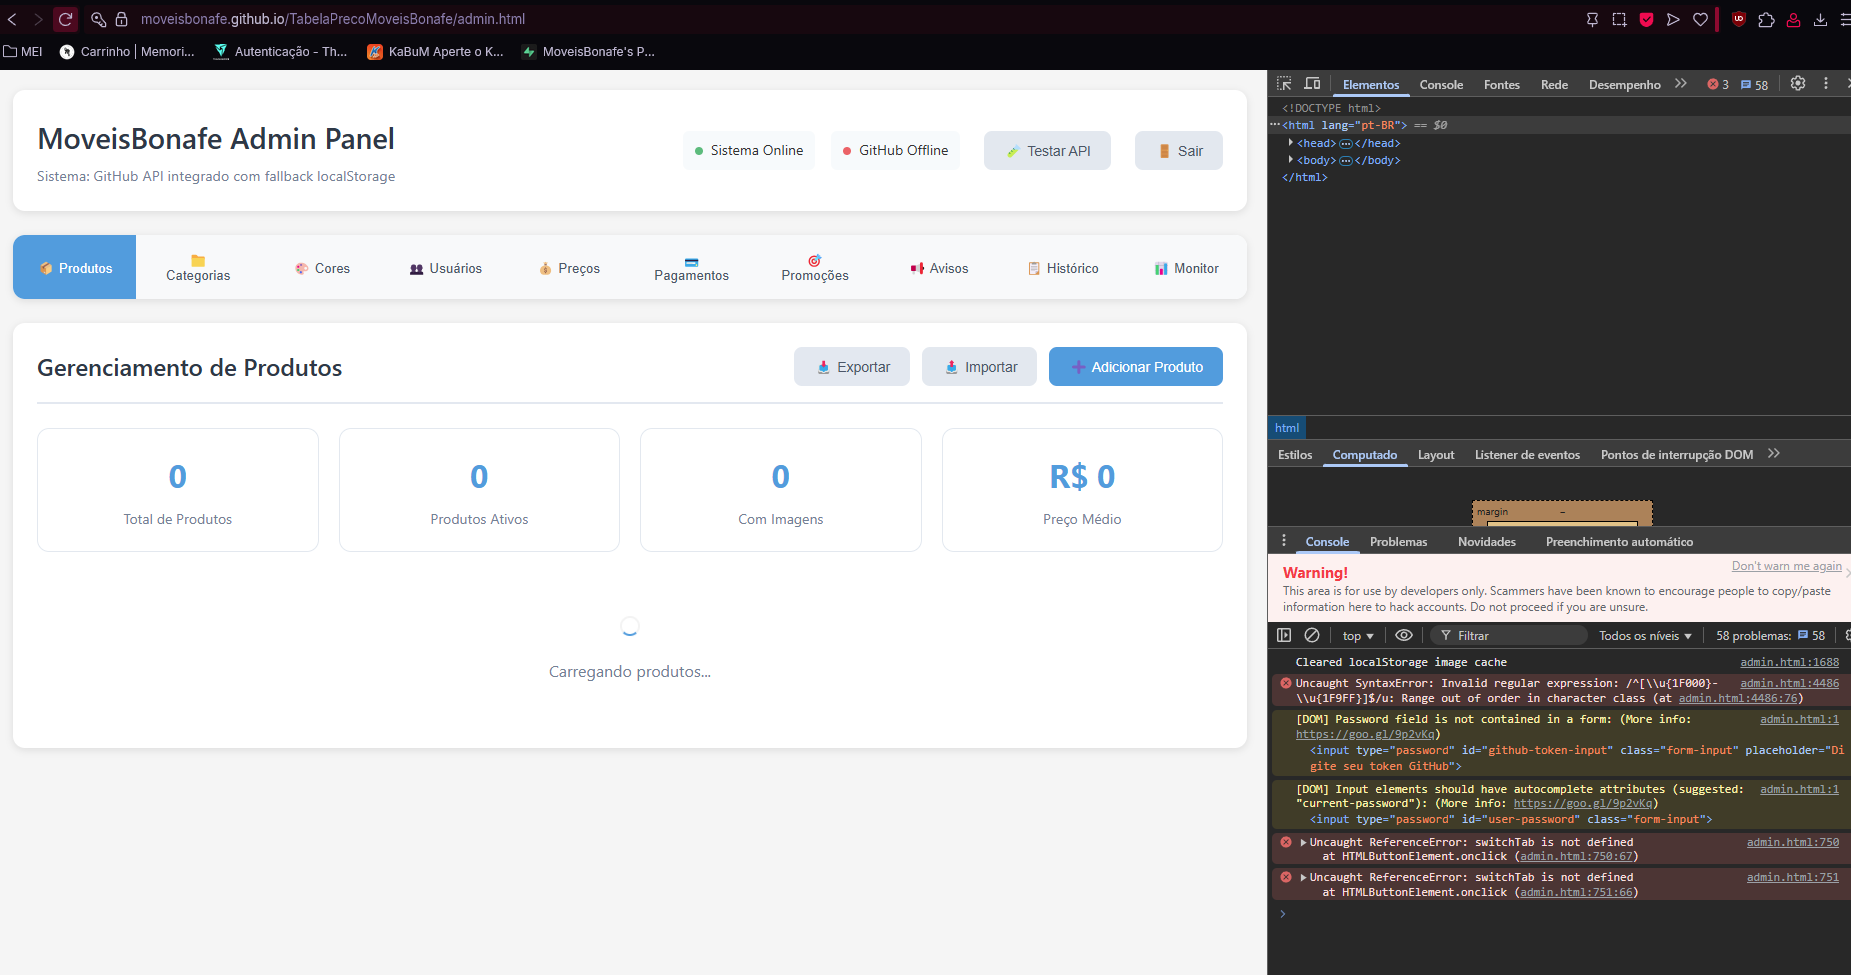 moveisbonafe.github.io/TabelaPrecoMoveisBonafe/admin.html
MEI
Carrinho | Memori...
Autenticação - Th...
KaBuM Aperte o K...
MoveisBonafe's P...
MoveisBonafe Admin Panel
Sistema: GitHub API integrado com fallback localStorage
Sistema Online
GitHub Offline
Testar API
Sair
Produtos
Categorias
Cores
Usuários
Preços
Pagamentos
Promoções
Avisos
Histórico
Monitor
Gerenciamento de Produtos
Exportar
Importar
Adicionar Produto
0
Total de Produtos
0
Produtos Ativos
0
Com Imagens
R$ 0
Preço Médio
Carregando produtos...
Elementos Console Fontes Rede Desempenho 3 58
<!DOCTYPE html>
<html lang="pt-BR"> == $0
<head> </head>
<body> </body>
</html>
html
Estilos Computado Layout Listener de eventos Pontos de interrupção DOM
margin –
Console Problemas Novidades Preenchimento automático
Don't warn me again
Warning!
This area is for use by developers only. Scammers have been known to encourage people to copy/paste
information here to hack accounts. Do not proceed if you are unsure.
top Filtrar Todos os níveis 58 problemas: 58
Cleared localStorage image cache admin.html:1688
Uncaught SyntaxError: Invalid regular expression: /^[\\u{1F000}- admin.html:4486
\\u{1F9FF}]$/u: Range out of order in character class (at admin.html:4486:76)
[DOM] Password field is not contained in a form: (More info: admin.html:1
https://goo.gl/9p2vKq)
<input type="password" id="github-token-input" class="form-input" placeholder="Di
gite seu token GitHub">
[DOM] Input elements should have autocomplete attributes (suggested: admin.html:1
"current-password"): (More info: https://goo.gl/9p2vKq)
<input type="password" id="user-password" class="form-input">
Uncaught ReferenceError: switchTab is not defined admin.html:750
at HTMLButtonElement.onclick (admin.html:750:67)
Uncaught ReferenceError: switchTab is not defined admin.html:751
at HTMLButtonElement.onclick (admin.html:751:66)